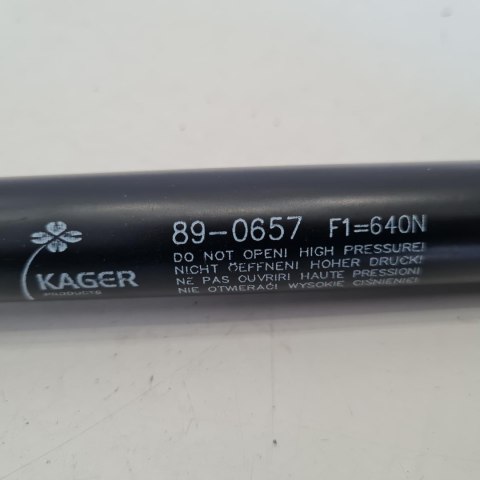 KAGER
PRODUCTS
89-0657 F1=640N
DO NOT OPEN! HIGH PRESSURE!
NICHT ÖEFFNEN! HOHER DRUCK!
NE PAS OUVRIR! HAUTE PRESSION!
NIE OTWIERAĆ! WYSOKIE CIŚNIENIE!